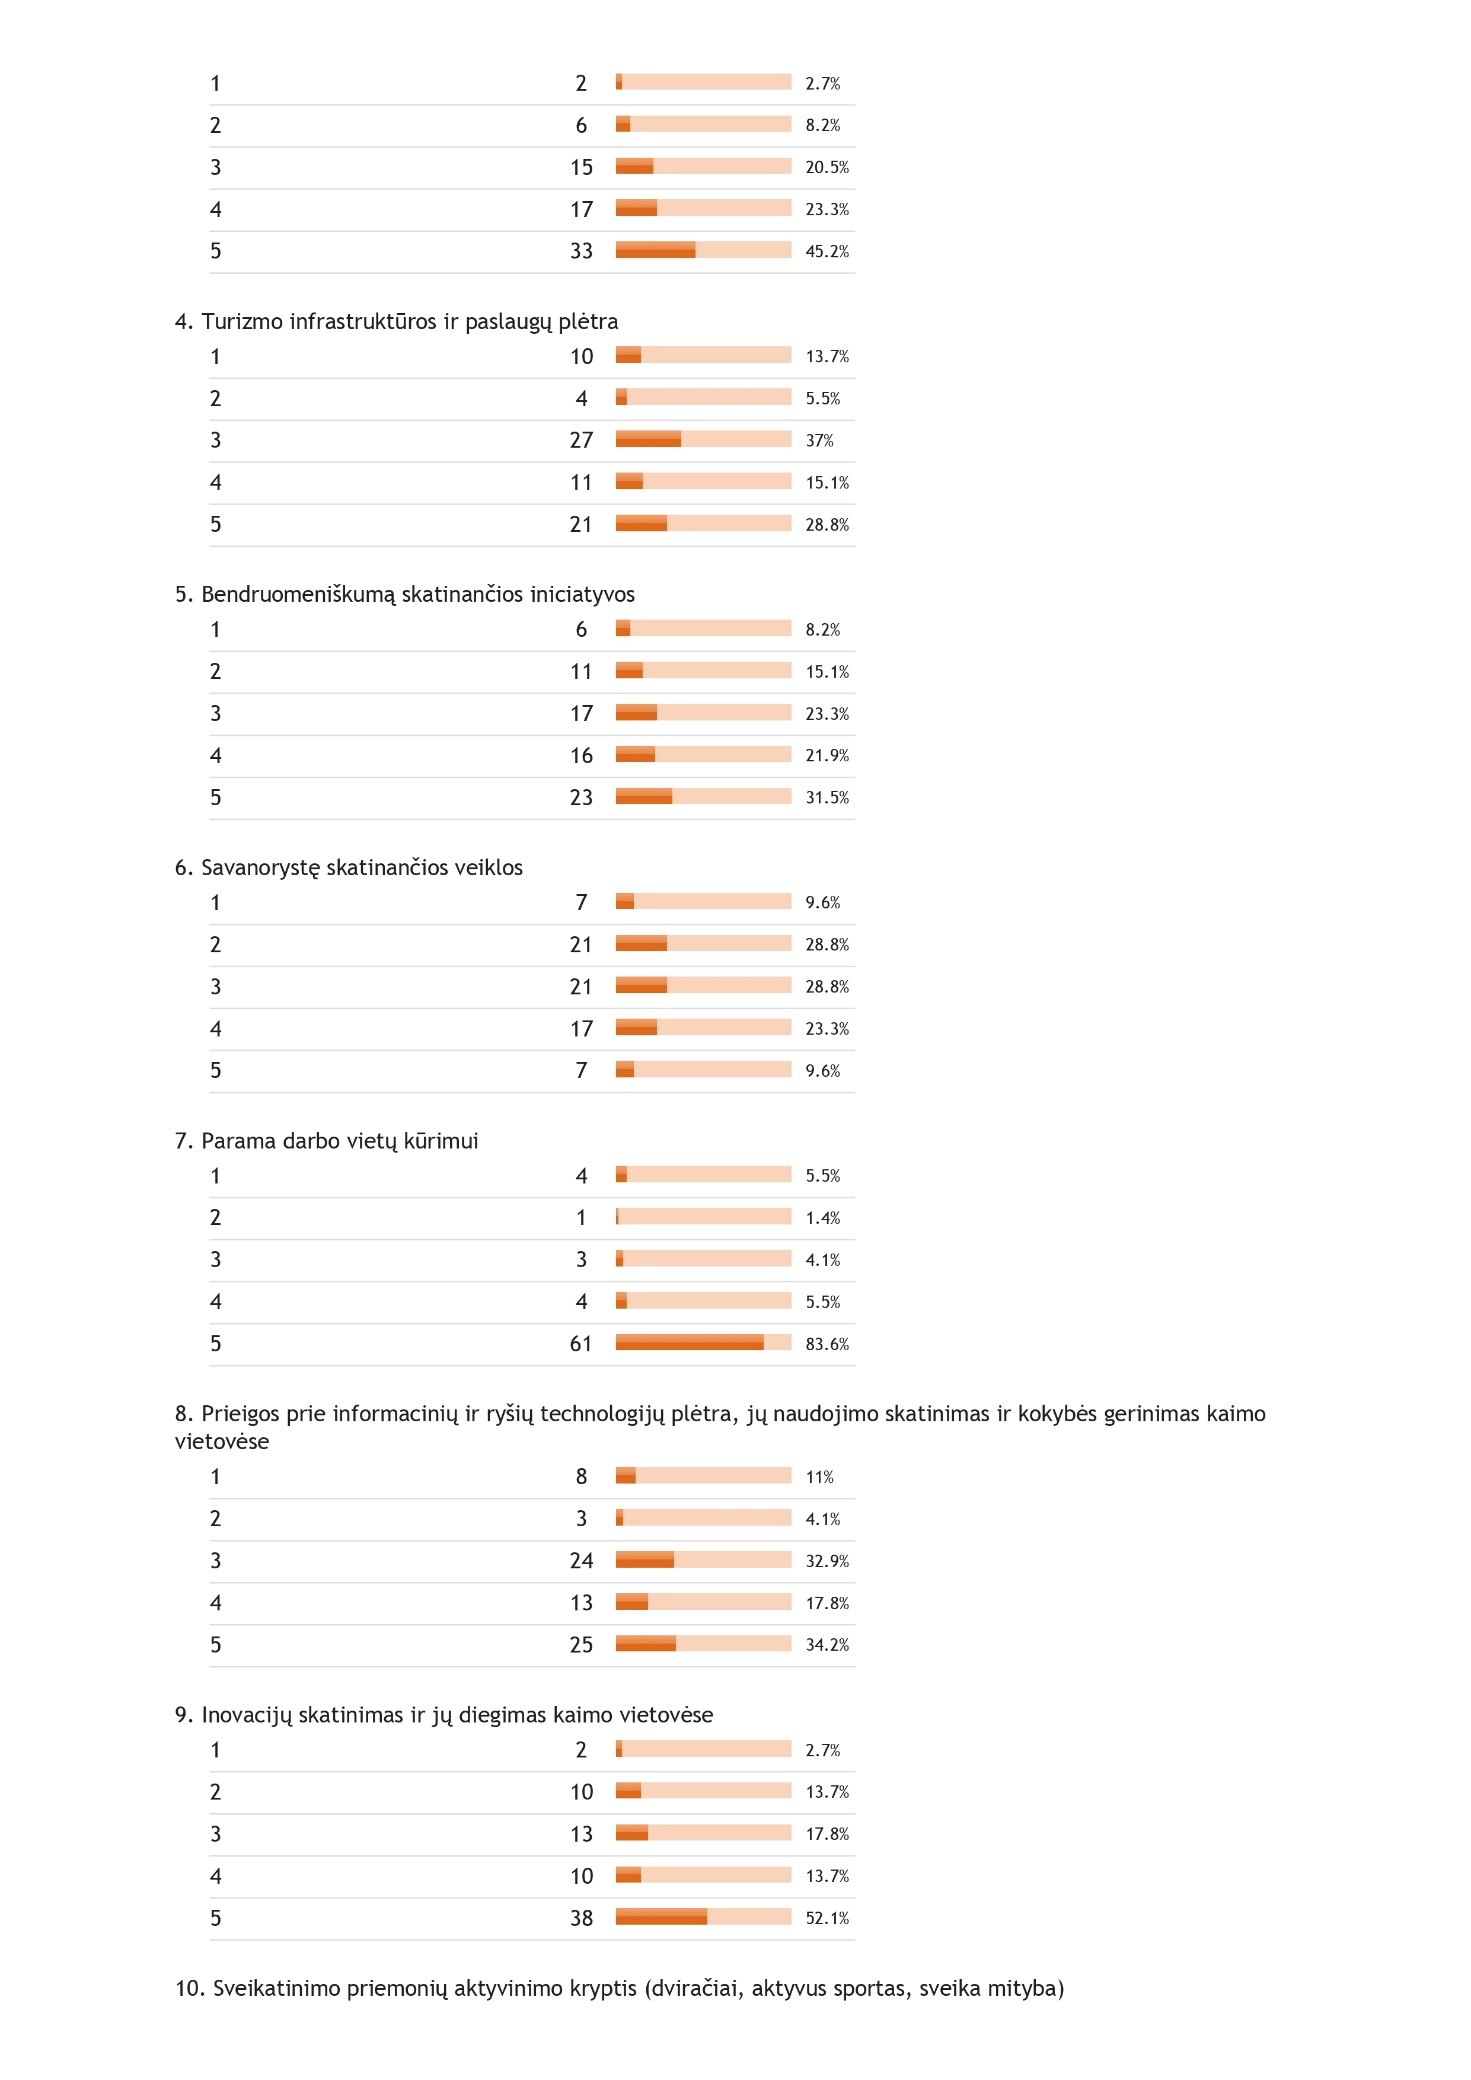 1 2 2.7%
2 6 8.2%
3 15 20.5%
4 17 23.3%
5 33 45.2%
4. Turizmo infrastruktūros ir paslaugų plėtra
1 10 13.7%
2 4 5.5%
3 27 37%
4 11 15.1%
5 21 28.8%
5. Bendruomeniškumą skatinančios iniciatyvos
1 6 8.2%
2 11 15.1%
3 17 23.3%
4 16 21.9%
5 23 31.5%
6. Savanorystę skatinančios veiklos
1 7 9.6%
2 21 28.8%
3 21 28.8%
4 17 23.3%
5 7 9.6%
7. Parama darbo vietų kūrimui
1 4 5.5%
2 1 1.4%
3 3 4.1%
4 4 5.5%
5 61 83.6%
8. Prieigos prie informacinių ir ryšių technologijų plėtra, jų naudojimo skatinimas ir kokybės gerinimas kaimo
vietovėse
1 8 11%
2 3 4.1%
3 24 32.9%
4 13 17.8%
5 25 34.2%
9. Inovacijų skatinimas ir jų diegimas kaimo vietovėse
1 2 2.7%
2 10 13.7%
3 13 17.8%
4 10 13.7%
5 38 52.1%
10. Sveikatinimo priemonių aktyvinimo kryptis (dviračiai, aktyvus sportas, sveika mityba)